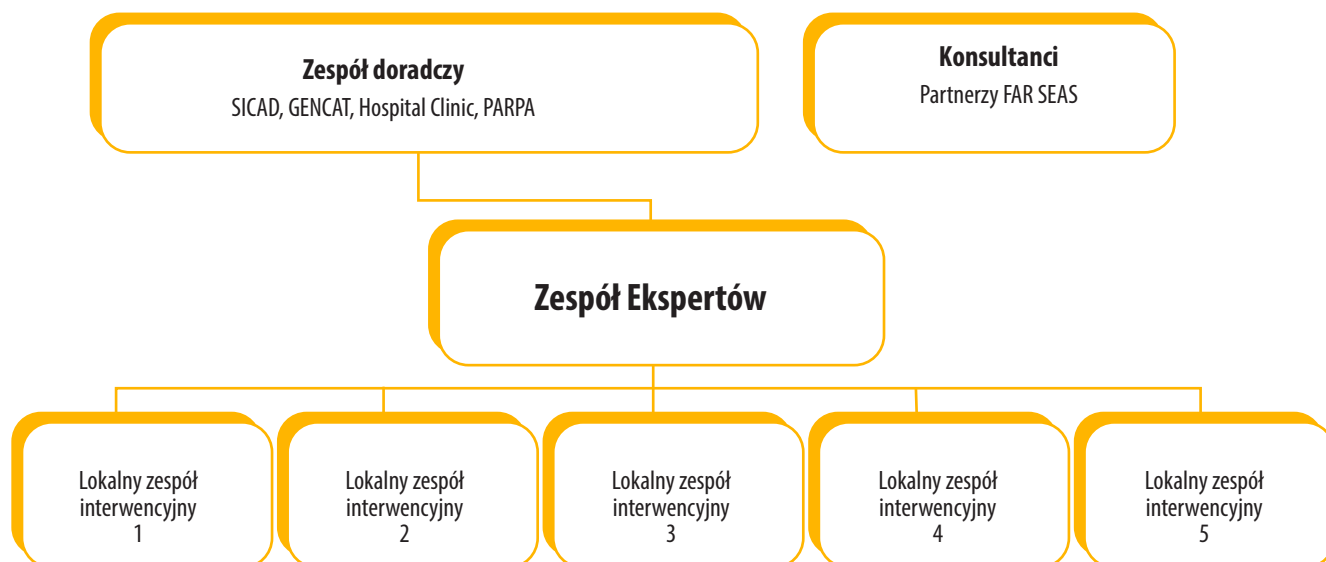 Zespół doradczy
SICAD, GENCAT, Hospital Clinic, PARPA
Konsultanci
Partnerzy FAR SEAS
Zespół Ekspertów
Lokalny zespół
interwencyjny
1
Lokalny zespół
interwencyjny
2
Lokalny zespół
interwencyjny
3
Lokalny zespół
interwencyjny
4
Lokalny zespół
interwencyjny
5